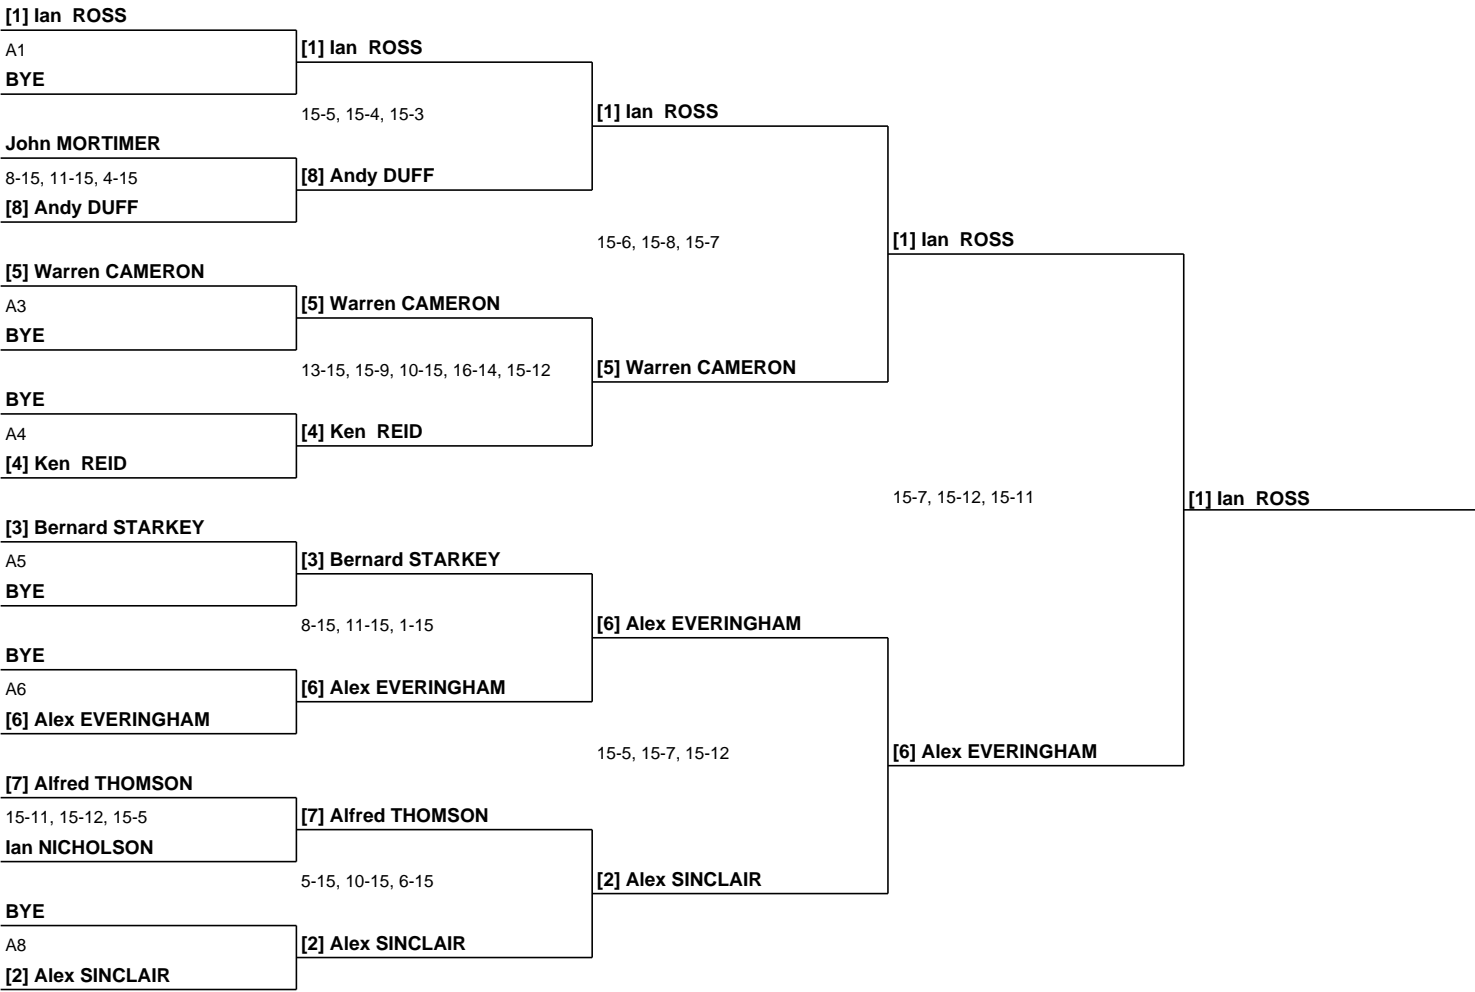 [1] Ian  ROSS
A1
BYE
John MORTIMER
8-15, 11-15, 4-15
[8] Andy DUFF
[5] Warren CAMERON
A3
BYE
BYE
A4
[4] Ken  REID
[3] Bernard STARKEY
A5
BYE
BYE
A6
[6] Alex EVERINGHAM
[7] Alfred THOMSON
15-11, 15-12, 15-5
Ian NICHOLSON
BYE
A8
[2] Alex SINCLAIR
[1] Ian  ROSS
15-5, 15-4, 15-3
[8] Andy DUFF
[5] Warren CAMERON
13-15, 15-9, 10-15, 16-14, 15-12
[4] Ken  REID
[3] Bernard STARKEY
8-15, 11-15, 1-15
[6] Alex EVERINGHAM
[7] Alfred THOMSON
5-15, 10-15, 6-15
[2] Alex SINCLAIR
[1] Ian  ROSS
15-6, 15-8, 15-7
[5] Warren CAMERON
[6] Alex EVERINGHAM
15-5, 15-7, 15-12
[2] Alex SINCLAIR
[1] Ian  ROSS
15-7, 15-12, 15-11
[6] Alex EVERINGHAM
[1] Ian  ROSS